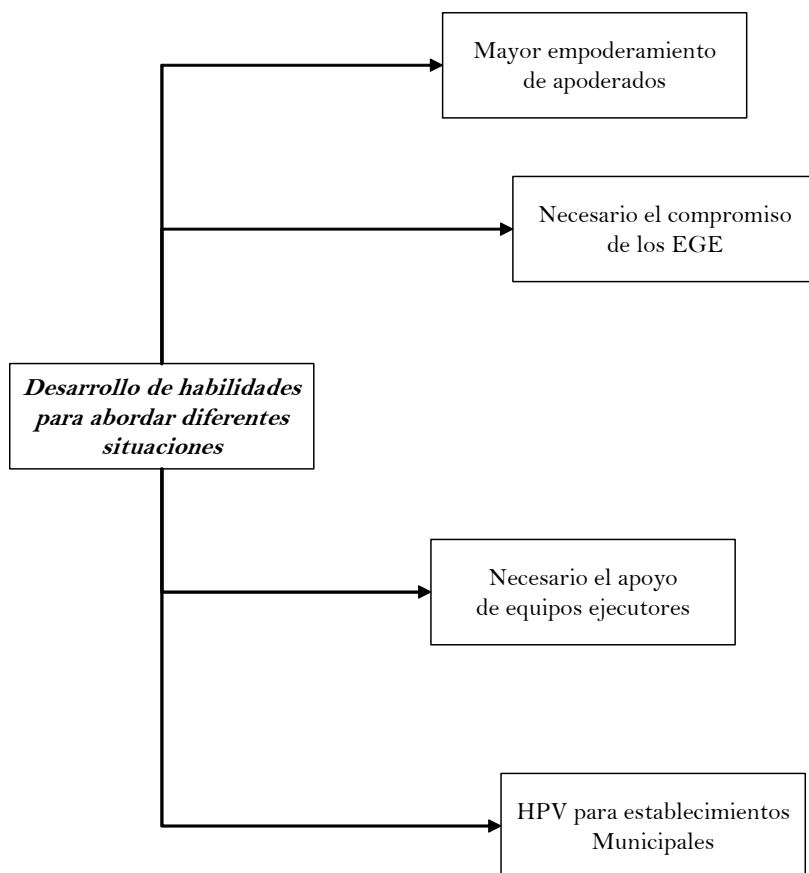 Mayor empoderamiento
de apoderados
Necesario el compromiso
de los EGE
Desarrollo de habilidades
para abordar diferentes
situaciones
Necesario el apoyo
de equipos ejecutores
HPV para establecimientos
Municipales